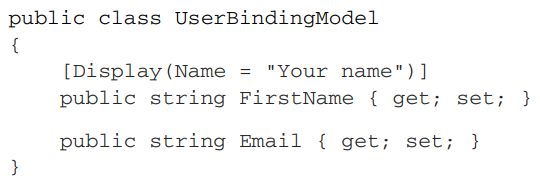 public class UserBindingModel
{
    [Display(Name = "Your name")]
    public string FirstName { get; set; }
    public string Email { get; set; }
}